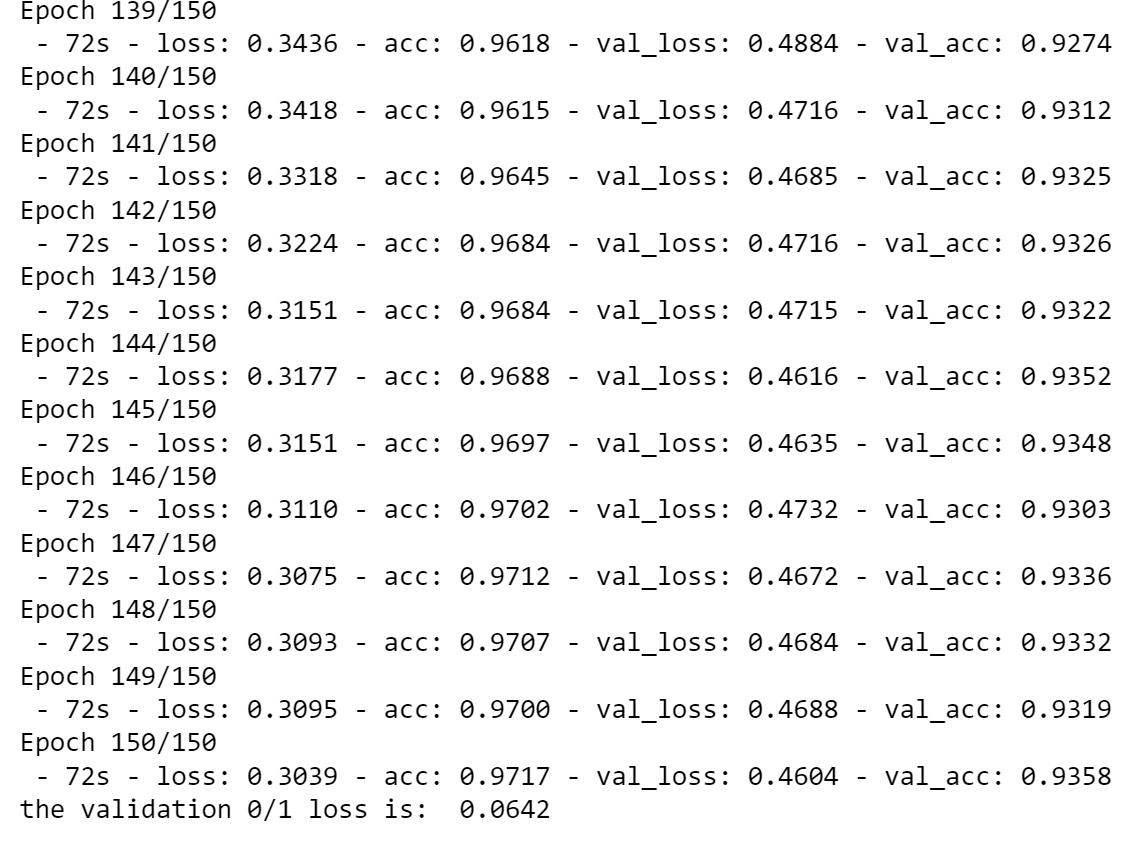 Epoch 139/150
- 72s - loss: 0.3436 - acc: 0.9618 - val_loss: 0.4884 - val_acc: 0.9274
Epoch 140/150
- 72s - loss: 0.3418 - acc: 0.9615 - val_loss: 0.4716 - val_acc: 0.9312
Epoch 141/150
- 72s - loss: 0.3318 - acc: 0.9645 - val_loss: 0.4685 - val_acc: 0.9325
Epoch 142/150
- 72s - loss: 0.3224 - acc: 0.9684 - val_loss: 0.4716 - val_acc: 0.9326
Epoch 143/150
- 72s - loss: 0.3151 - acc: 0.9684 - val_loss: 0.4715 - val_acc: 0.9322
Epoch 144/150
- 72s - loss: 0.3177 - acc: 0.9688 - val_loss: 0.4616 - val_acc: 0.9352
Epoch 145/150
- 72s - loss: 0.3151 - acc: 0.9697 - val_loss: 0.4635 - val_acc: 0.9348
Epoch 146/150
- 72s - loss: 0.3110 - acc: 0.9702 - val_loss: 0.4732 - val_acc: 0.9303
Epoch 147/150
- 72s - loss: 0.3075 - acc: 0.9712 - val_loss: 0.4672 - val_acc: 0.9336
Epoch 148/150
- 72s - loss: 0.3093 - acc: 0.9707 - val_loss: 0.4684 - val_acc: 0.9332
Epoch 149/150
- 72s - loss: 0.3095 - acc: 0.9700 - val_loss: 0.4688 - val_acc: 0.9319
Epoch 150/150
- 72s - loss: 0.3039 - acc: 0.9717 - val_loss: 0.4604 - val_acc: 0.9358
the validation 0/1 loss is:  0.0642